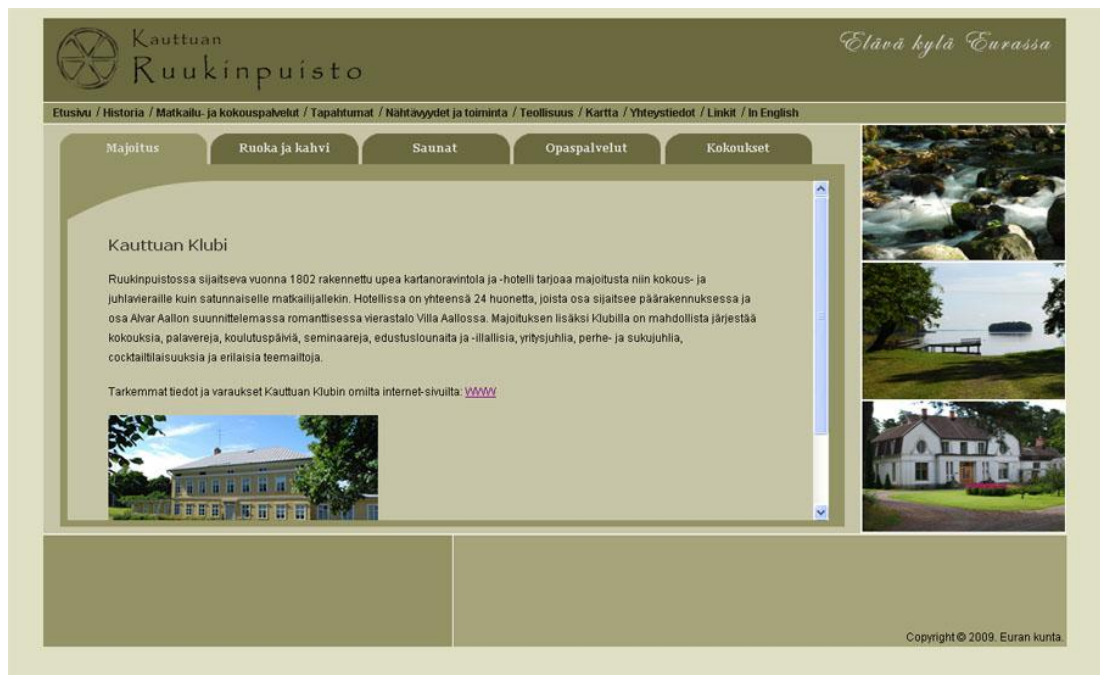 Kauttuan
Ruukinpuisto
Elävä kylä Eurassa
Etusivu / Historia / Matkailu- ja kokouspalvelut / Tapahtumat / Nähtävyydet ja toiminta / Teollisuus / Kartta / Yhteystiedot / Linkit / In English
Majoitus
Ruoka ja kahvi
Saunat
Opaspalvelut
Kokoukset
Kauttuan Klubi
Ruukinpuistossa sijaitseva vuonna 1802 rakennettu upea kartanoravintola ja -hotelli tarjoaa majoitusta niin kokous- ja
juhlavieraille kuin satunnaiselle matkailijallekin. Hotellissa on yhteensä 24 huonetta, joista osa sijaitsee päärakennuksessa ja
osa Alvar Aallon suunnittelemassa romanttisessa vierastalo Villa Aallossa. Majoituksen lisäksi Klubilla on mahdollista järjestää
kokouksia, palavereja, koulutuspäiviä, seminaareja, edustuslounaita ja -illallisia, yritysjuhlia, perhe- ja sukujuhlia,
cocktailtilaisuuksia ja erilaisia teemailtoja.
Tarkemmat tiedot ja varaukset Kauttuan Klubin omilta internet-sivuilta: WWW
Copyright © 2009. Euran kunta.